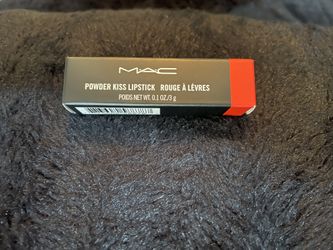 MAC
POWDER KISS LIPSTICK ROUGE À LÈVRES
POIDS NET WT. 0.1 OZ/3 g